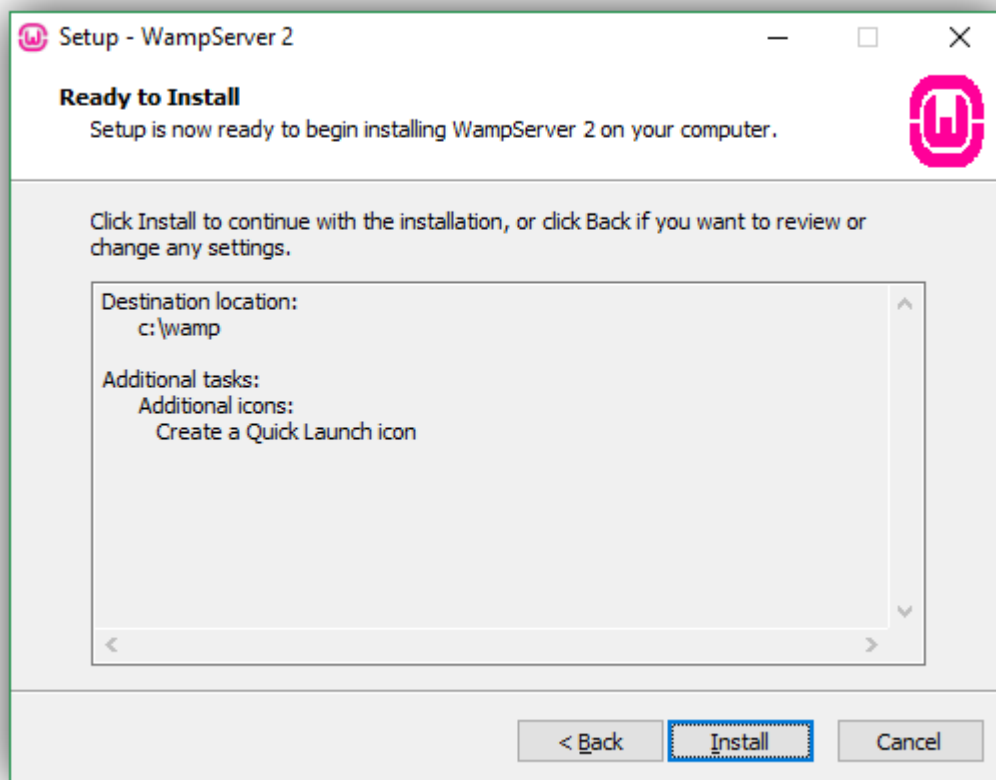 Setup - WampServer 2
Ready to Install
Setup is now ready to begin installing WampServer 2 on your computer.
Click Install to continue with the installation, or click Back if you want to review or
change any settings.
Destination location:
c:\wamp
Additional tasks:
Additional icons:
Create a Quick Launch icon
< Back
Install
Cancel